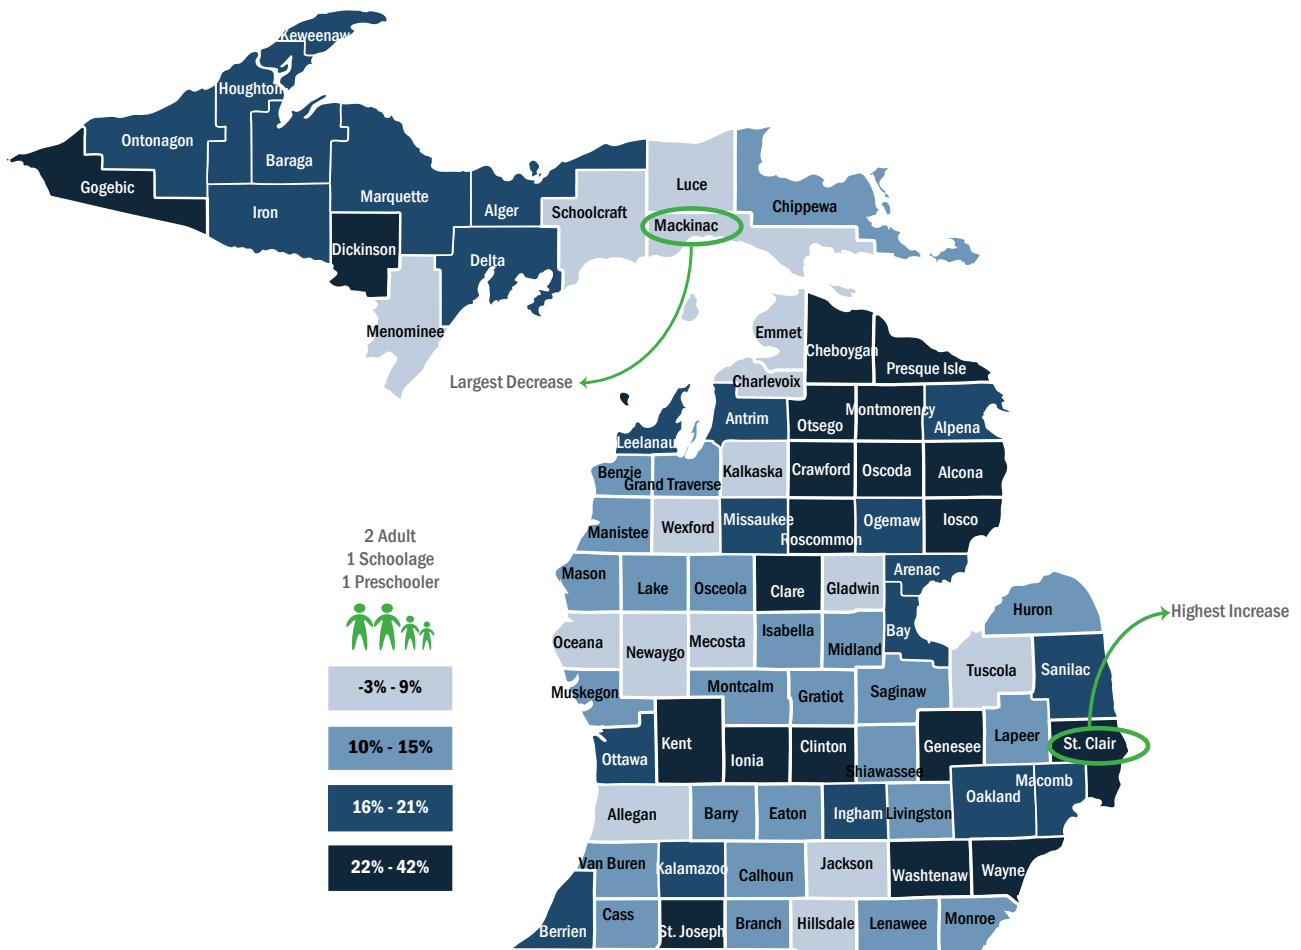 Keweenaw
Houghton
Ontonagon
Baraga
Gogebic
Iron
Marquette
Alger
Schoolcraft
Luce
Mackinac
Chippewa
Dickinson
Delta
Menominee
Largest Decrease
Emmet
Cheboygan
Presque Isle
Charlevoix
Antrim
Otsego
Montmorency
Alpena
Leelanau
Benzie
Grand Traverse
Kalkaska
Crawford
Oscoda
Alcona
Manistee
Wexford
Missaukee
Roscommon
Ogemaw
Iosco
2 Adult
1 Schoolage
1 Preschooler
Mason
Lake
Osceola
Clare
Gladwin
Arenac
Huron
Highest Increase
Oceana
Newaygo
Mecosta
Isabella
Midland
Bay
Tuscola
Sanilac
-3% - 9%
Muskegon
Montcalm
Gratiot
Saginaw
10% - 15%
Ottawa
Kent
Ionia
Clinton
Shiawassee
Genesee
Lapeer
St. Clair
16% - 21%
Allegan
Barry
Eaton
Ingham
Livingston
Oakland
Macomb
22% - 42%
Van Buren
Kalamazoo
Calhoun
Jackson
Washtenaw
Wayne
Berrien
Cass
St. Joseph
Branch
Hillsdale
Lenawee
Monroe